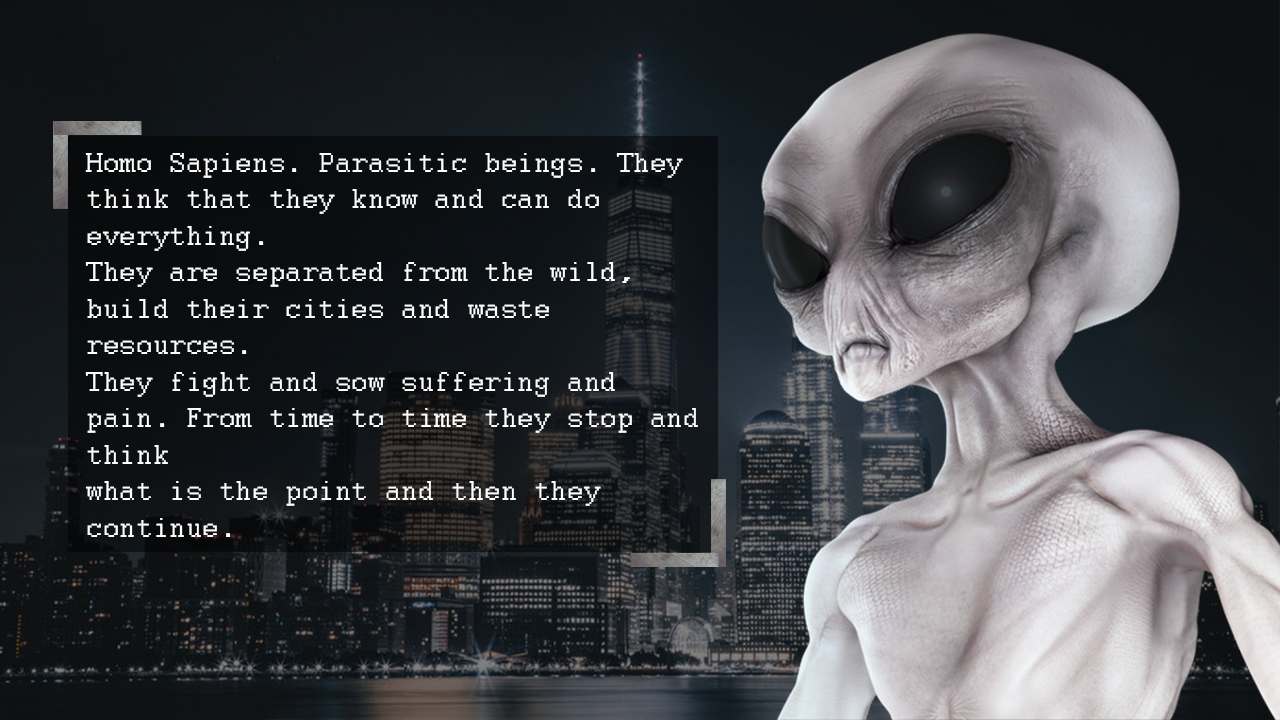 Homo Sapiens. Parasitic beings. They
think that they know and can do
everything.
They are separated from the wild,
build their cities and waste
resources.
They fight and sow suffering and
pain. From time to time they stop and
think
what is the point and then they
continue.